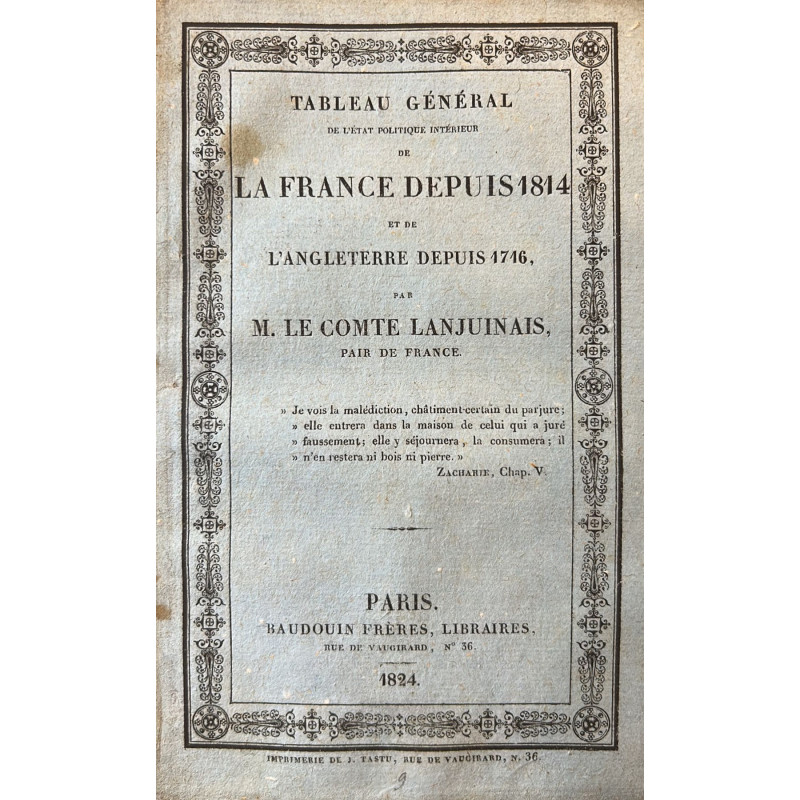 TABLEAU GÉNÉRAL
DE L'ÉTAT POLITIQUE INTÉRIEUR
DE
LA FRANCE DEPUIS 1814
ET DE
L'ANGLETERRE DEPUIS 1716,
PAR
M. LE COMTE LANJUINAIS,
PAIR DE FRANCE.
» Je vois la malédiction, châtiment certain du parjure;
» elle entrera dans la maison de celui qui a juré
» faussement; elle y séjournera, la consumera; il
» n'en restera ni bois ni pierre. »
ZACHARIE, Chap. V.
PARIS.
BAUDOUIN FRÈRES, LIBRAIRES,
RUE DE VAUGIRARD, N° 36.
1824.
IMPRIMERIE DE J. TASTU, RUE DE VAUGIRARD, N. 36.
9